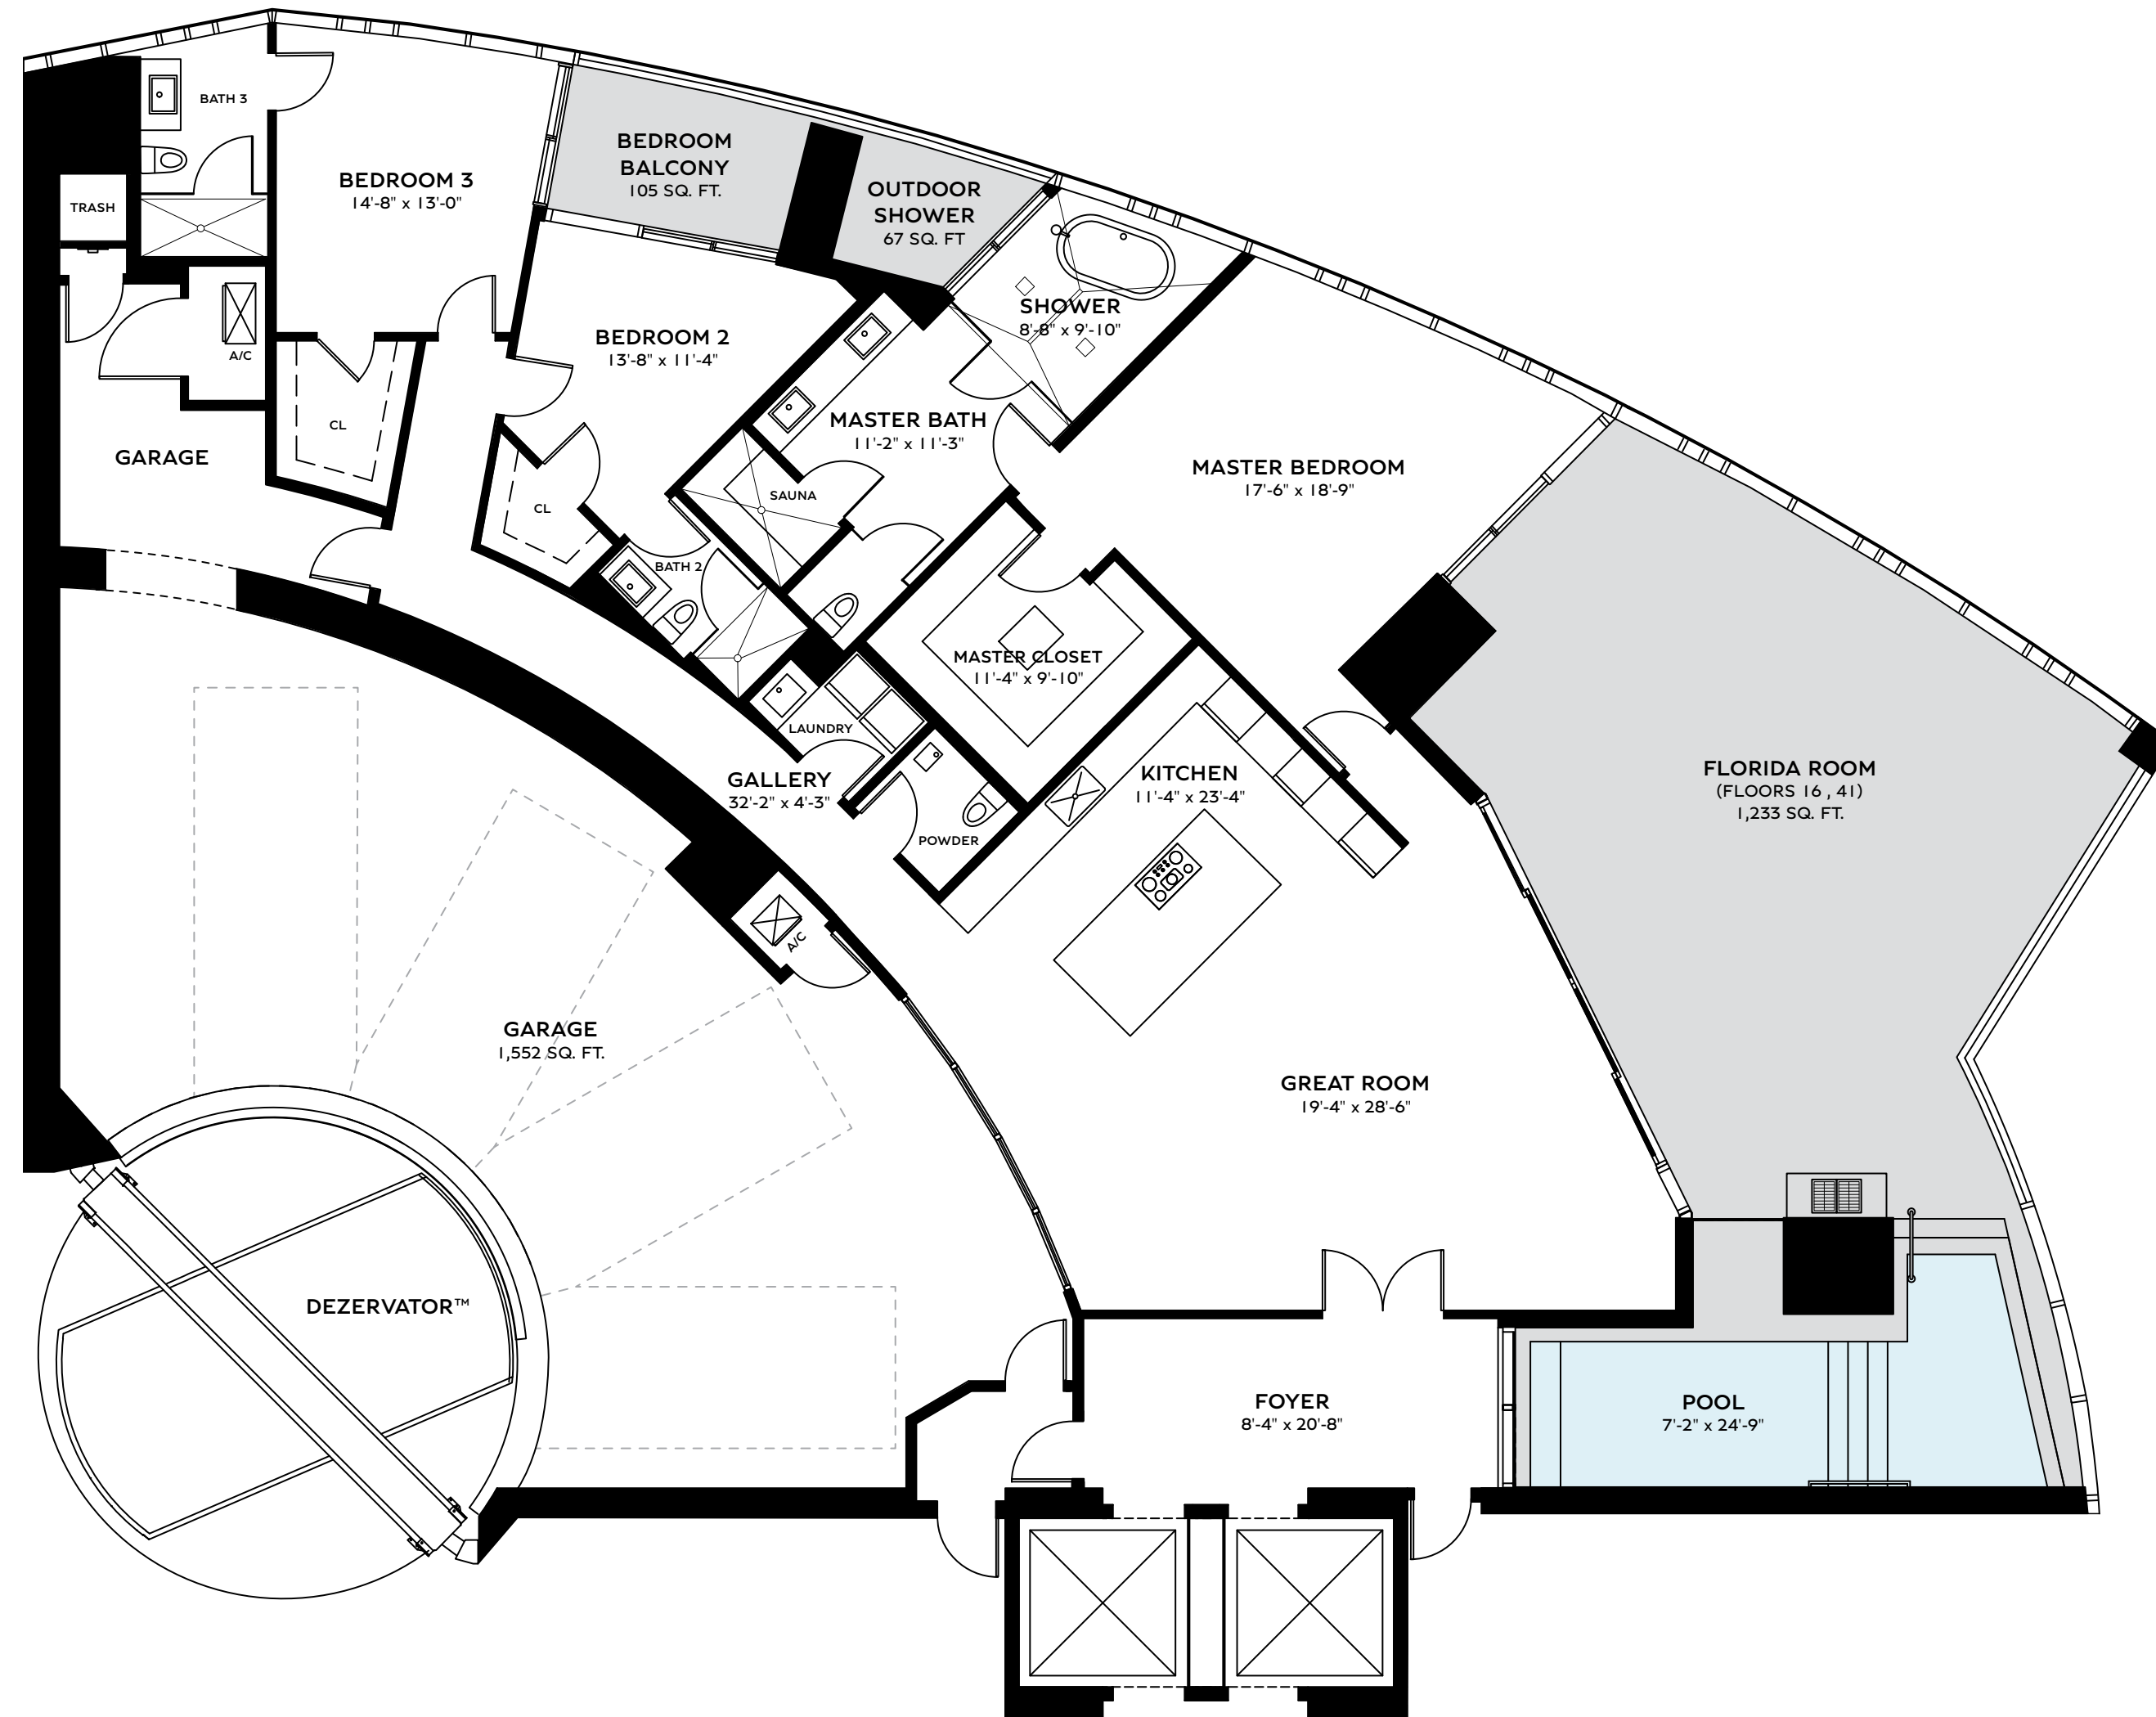 BATH 3
BEDROOM
BALCONY
105 SQ. FT.
BEDROOM 3
14'-8" x 13'-0"
OUTDOOR
SHOWER
67 SQ. FT
TRASH
SHOWER
8'-8" x 9'-10"
BEDROOM 2
13'-8" x 11'-4"
A/C
MASTER BATH
11'-2" x 11'-3"
CL
GARAGE
MASTER BEDROOM
17'-6" x 18'-9"
SAUNA
CL
BATH 2
MASTER CLOSET
11'-4" x 9'-10"
LAUNDRY
GALLERY
32'-2" x 4'-3"
KITCHEN
11'-4" x 23'-4"
FLORIDA ROOM
(FLOORS 16 , 41)
1,233 SQ. FT.
POWDER
A/C
GARAGE
1,552 SQ. FT.
GREAT ROOM
19'-4" x 28'-6"
DEZERVATOR™
FOYER
8'-4" x 20'-8"
POOL
7'-2" x 24'-9"